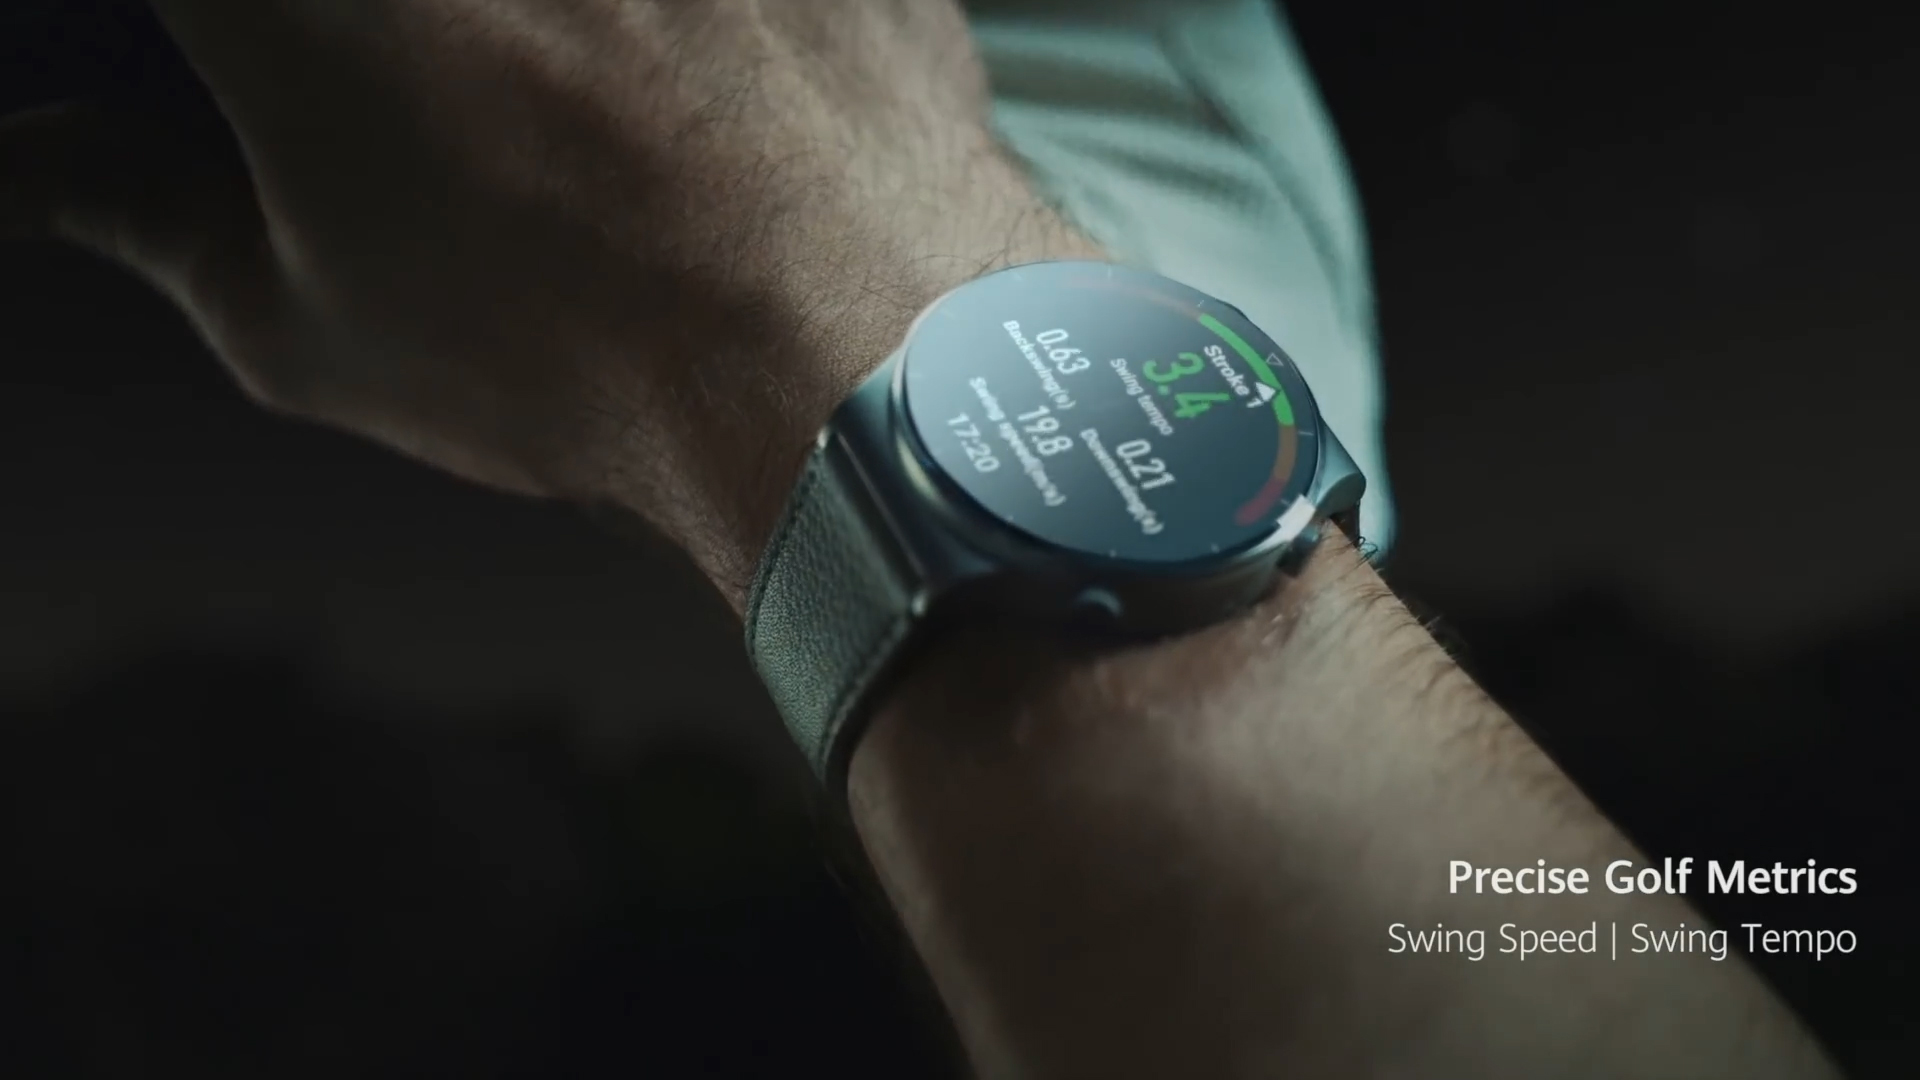 Stroke 1
3.4
Swing tempo
0.63
0.21
Backswing(s)
Downswing(s)
19.8
Swing speed(m/s)
17:20
Precise Golf Metrics
Swing Speed | Swing Tempo